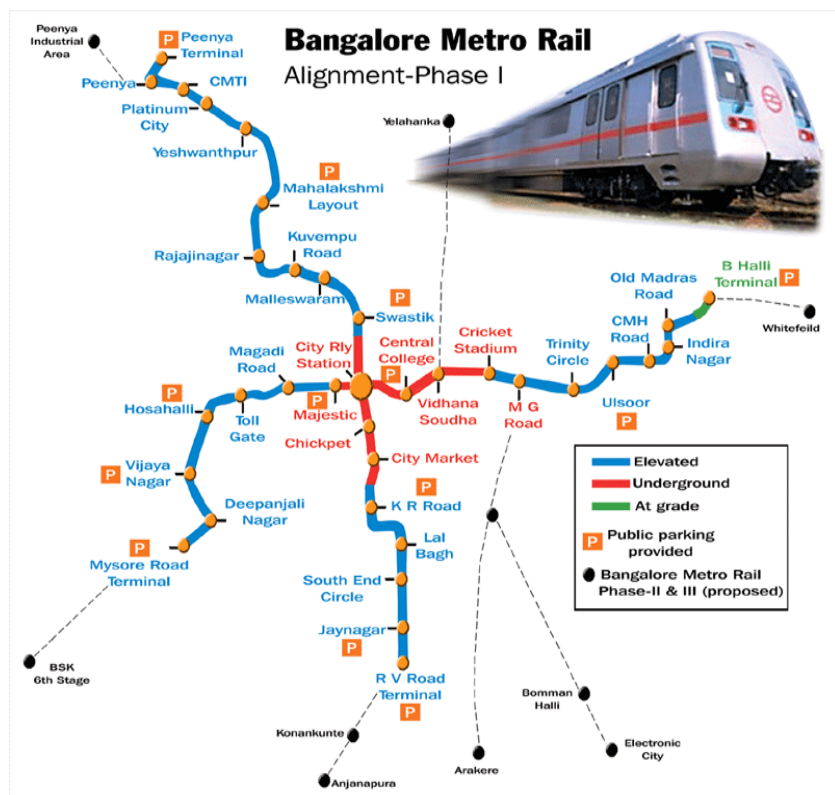 Bangalore Metro Rail
Alignment-Phase I
Peenya
Industrial
Area
P
Peenya
Terminal
Peenya
CMTI
Platinum
City
Yeshwanthpur
Yelahanka
P
Mahalakshmi
Layout
Rajajinagar
Kuvempu
Road
Malleswaram
P
Swastik
B Halli
Terminal
P
Old Madras
Road
Whitefeild
CMH
Road
Indira
Nagar
Trinity
Circle
Ulsoor
P
Cricket
Stadium
Central
College
P
City Rly
Station
Magadi
Road
P
Majestic
Vidhana
Soudha
M G
Road
P
Hosahalli
Toll
Gate
Chickpet
City Market
P
Vijaya
Nagar
Deepanjali
Nagar
P
K R Road
Lal
Bagh
P
Mysore Road
Terminal
South End
Circle
Jaynagar
P
BSK
6th Stage
R V Road
Terminal
P
Konankunte
Anjanapura
Arakere
Bomman
Halli
Electronic
City
Elevated
Underground
At grade
P
Public parking
provided
Bangalore Metro Rail
Phase-II & III (proposed)